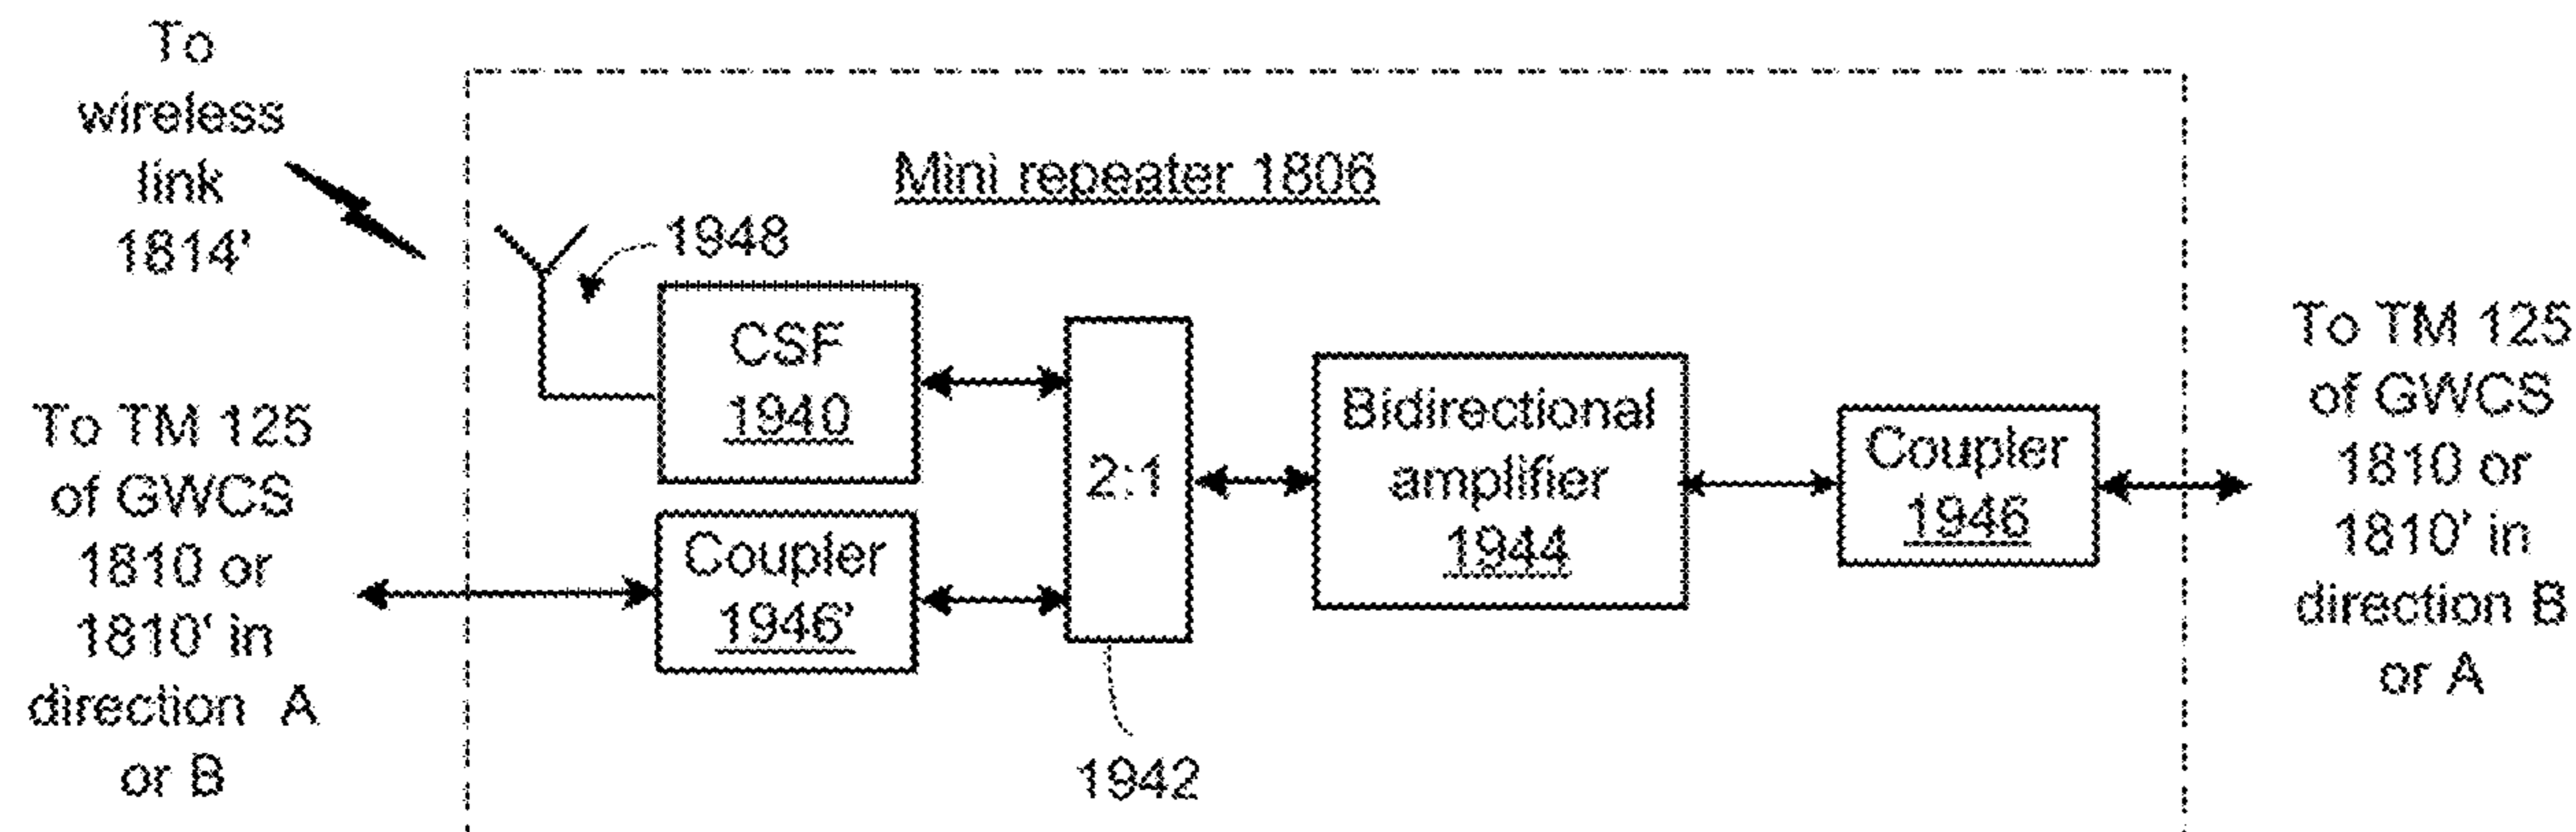 To
wireless
link
1814’
Mini repeater 1806
1948
CSF
1940
2:1
Bidirectional
amplifier
1944
Coupler
1946
Coupler
1946’
1942
To TM 125
of GWCS
1810 or
1810‘ in
direction A
or B
To TM 125
of GWCS
1810 or
1810’ in
direction B
or A